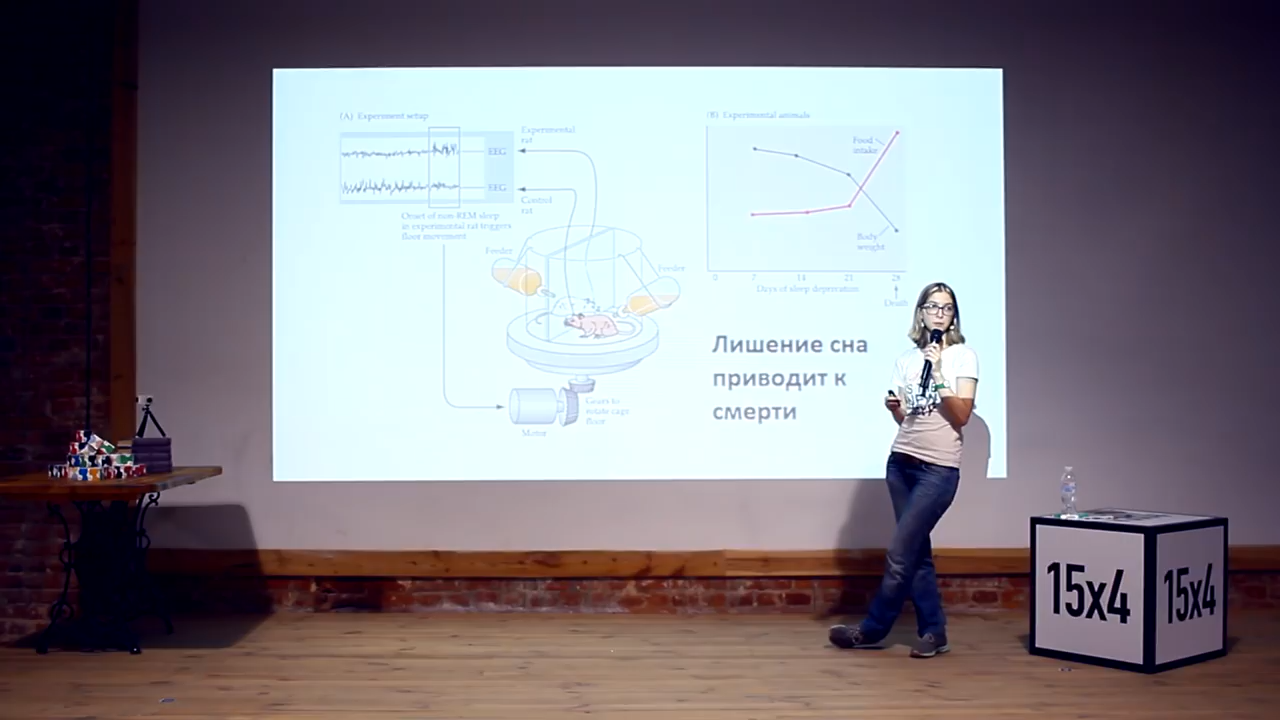 (A) Experiment setup
Experimental
rat
EEG
EEG
Control
rat
Onset of non-REM sleep
in experimental rat triggers
floor movement
Feeder
Feeder
Gears to
rotate cage
floor
Motor
(B) Experimental animals
Food
intake
Body
weight
0 7 14 21 28
Days of sleep deprivation
Death
Лишение сна
приводит к
смерти
15x4
15x4